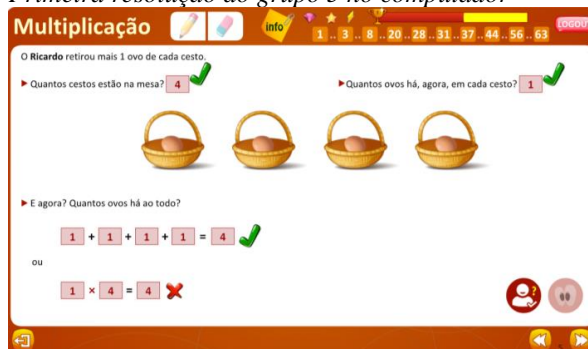 Primeira resolução do grupo e no computador
Multiplicação
info
1 .. 3 .. 8 .. 20 .. 28 .. 31 .. 37 .. 44 .. 56 .. 63
LOGOUT
O Ricardo retirou mais 1 ovo de cada cesto.
Quantos cestos estão na mesa? 4
Quantos ovos há, agora, em cada cesto? 1
E agora? Quantos ovos há ao todo?
1 + 1 + 1 + 1 = 4
ou
1 × 4 = 4
?